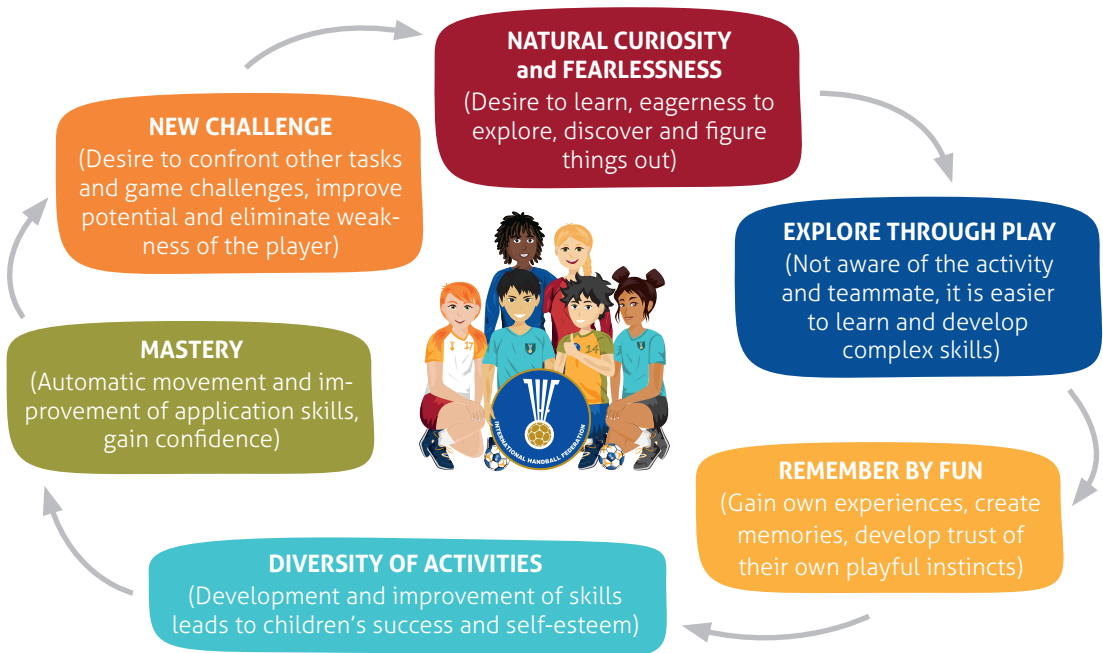 NATURAL CURIOSITY
and FEARLESSNESS
(Desire to learn, eagerness to
explore, discover and figure
things out)
EXPLORE THROUGH PLAY
(Not aware of the activity
and teammate, it is easier
to learn and develop
complex skills)
REMEMBER BY FUN
(Gain own experiences, create
memories, develop trust of
their own playful instincts)
DIVERSITY OF ACTIVITIES
(Development and improvement of skills
leads to children’s success and self-esteem)
MASTERY
(Automatic movement and im-
provement of application skills,
gain confidence)
NEW CHALLENGE
(Desire to confront other tasks
and game challenges, improve
potential and eliminate weak-
ness of the player)
17
14
INTERNATIONAL HANDBALL FEDERATION